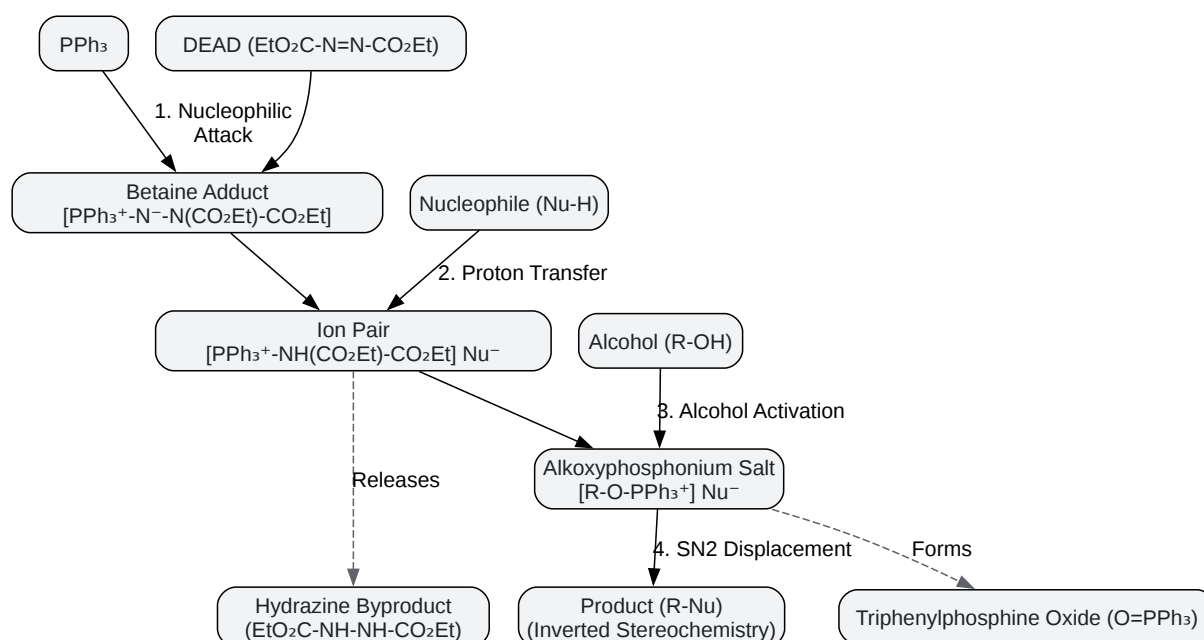 PPh₃
DEAD (EtO₂C-N=N-CO₂Et)
1. Nucleophilic
Attack
Betaine Adduct
[PPh₃⁺-N⁻-N(CO₂Et)-CO₂Et]
Nucleophile (Nu-H)
2. Proton Transfer
Ion Pair
[PPh₃⁺-NH(CO₂Et)-CO₂Et] Nu⁻
Alcohol (R-OH)
3. Alcohol Activation
Alkoxyphosphonium Salt
[R-O-PPh₃⁺] Nu⁻
Releases
4. SN2 Displacement
Forms
Hydrazine Byproduct
(EtO₂C-NH-NH-CO₂Et)
Product (R-Nu)
(Inverted Stereochemistry)
Triphenylphosphine Oxide (O=PPh₃)